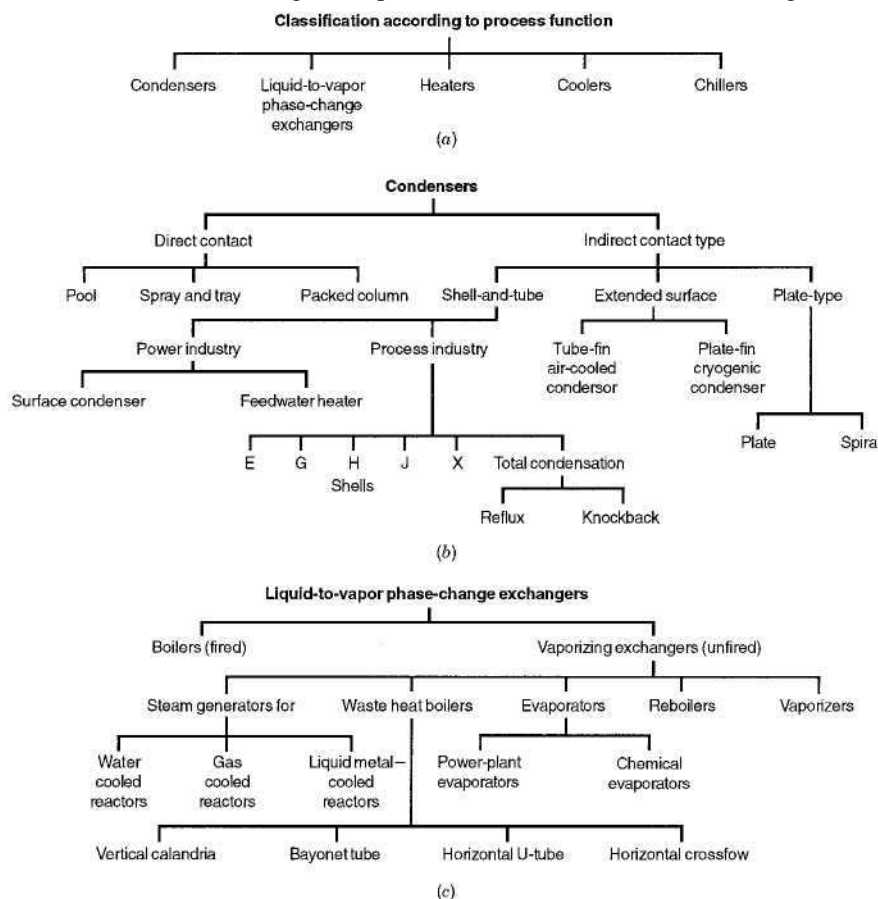 Classification according to process function
Condensers Liquid-to-vapor Heaters Coolers Chillers
phase-change
exchangers
(a)
Condensers
Direct contact Indirect contact type
Pool Spray and tray Packed column Shell-and-tube Extended surface Plate-type
Power industry Process industry Tube-fin Plate-fin
air-cooled cryogenic
condersor condenser
Surface condenser Feedwater heater
Plate Spira
E G H J X Total condensation
Shells
Reflux Knockback
(b)
Liquid-to-vapor phase-change exchangers
Boilers (fired) Vaporizing exchangers (unfired)
Steam generators for Waste heat boilers Evaporators Reboilers Vaporizers
Water Gas Liquid metal– Power-plant Chemical
cooled cooled cooled evaporators evaporators
reactors reactors reactors
Vertical calandria Bayonet tube Horizontal U-tube Horizontal crossfow
(c)